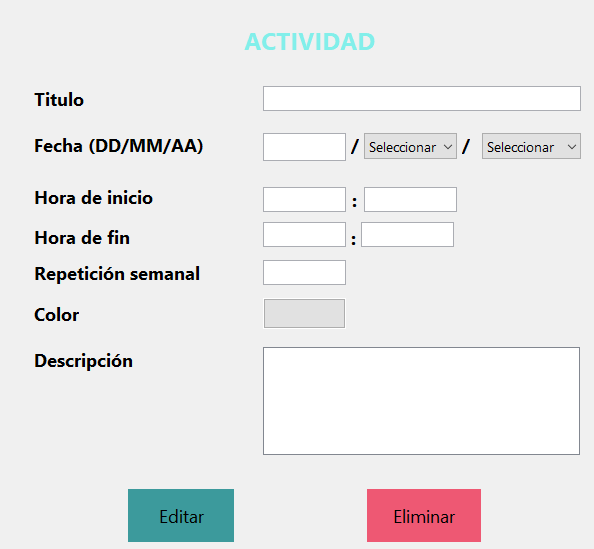 ACTIVIDAD
Titulo
Fecha (DD/MM/AA) / Seleccionar / Seleccionar
Hora de inicio :
Hora de fin :
Repetición semanal
Color
Descripción
Editar Eliminar